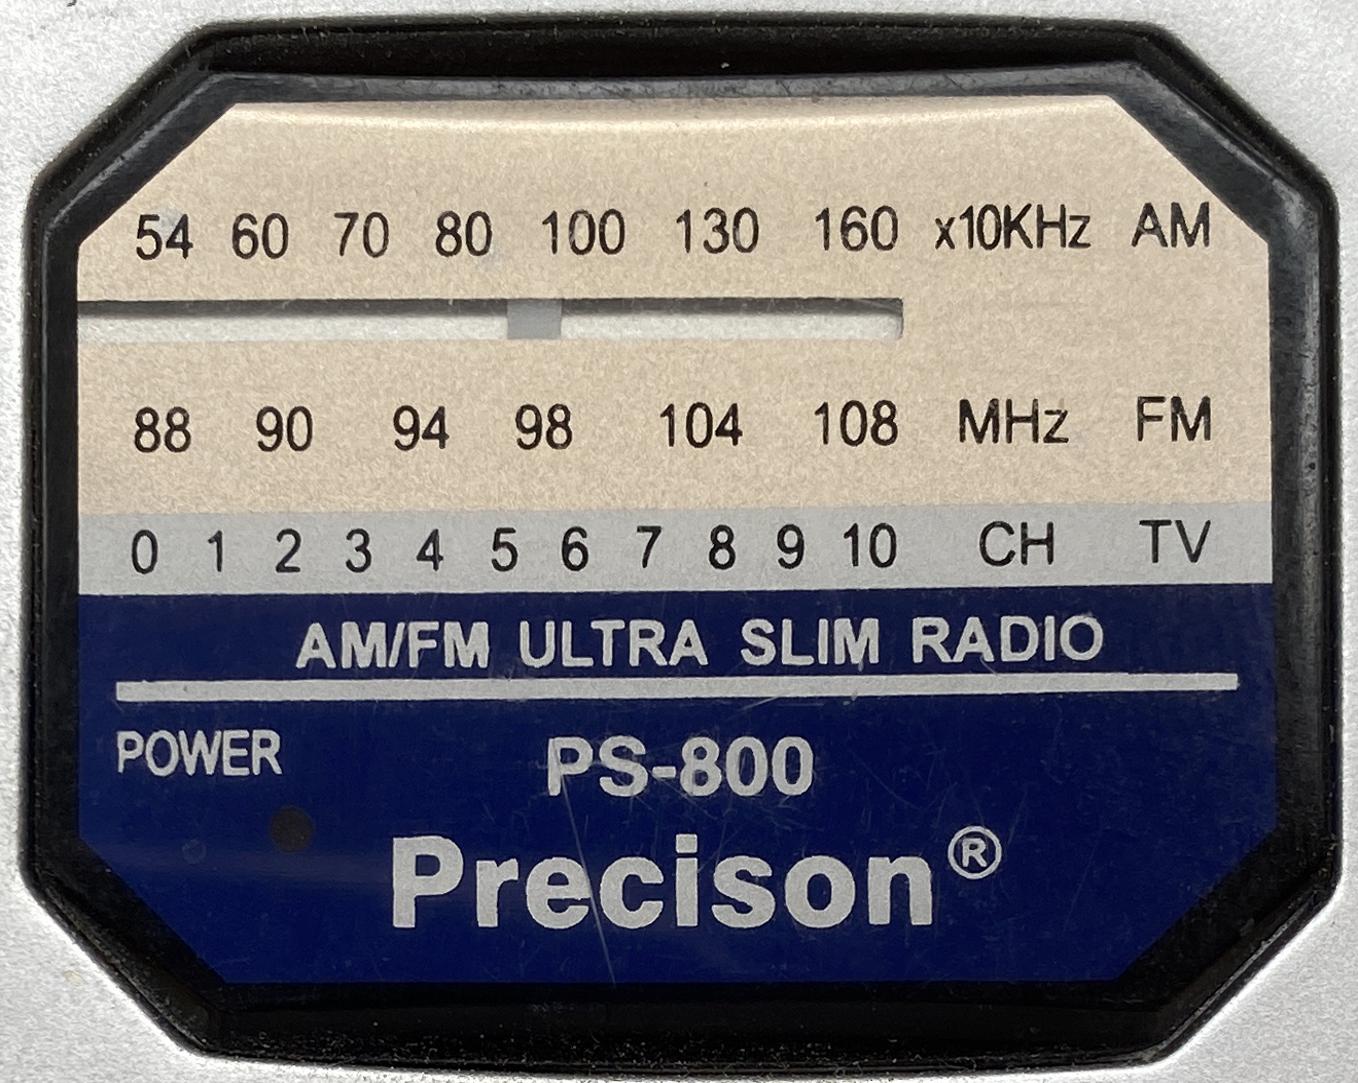 54 60 70 80 100 130 160 x10KHz AM
88 90 94 98 104 108 MHz FM
0 1 2 3 4 5 6 7 8 9 10 CH TV
AM/FM ULTRA SLIM RADIO
POWER PS-800
Precison®